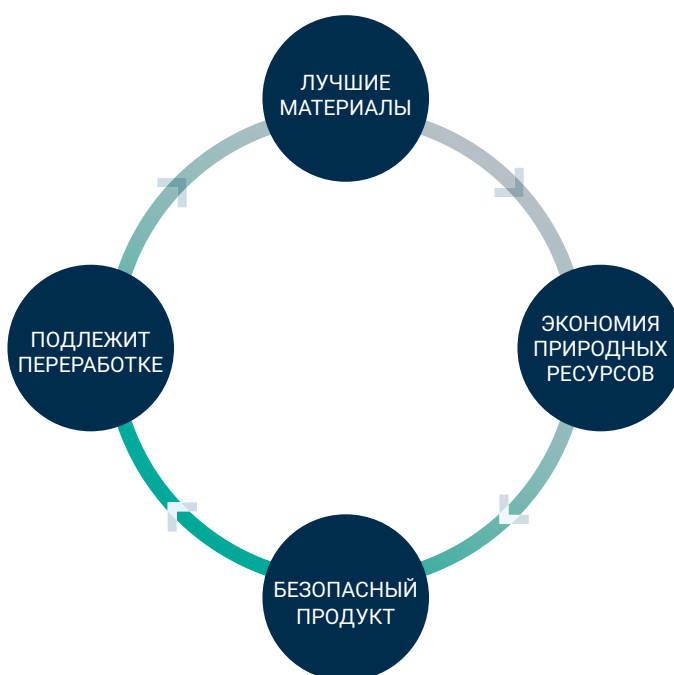 ЛУЧШИЕ
МАТЕРИАЛЫ
ЭКОНОМИЯ
ПРИРОДНЫХ
РЕСУРСОВ
БЕЗОПАСНЫЙ
ПРОДУКТ
ПОДЛЕЖИТ
ПЕРЕРАБОТКЕ